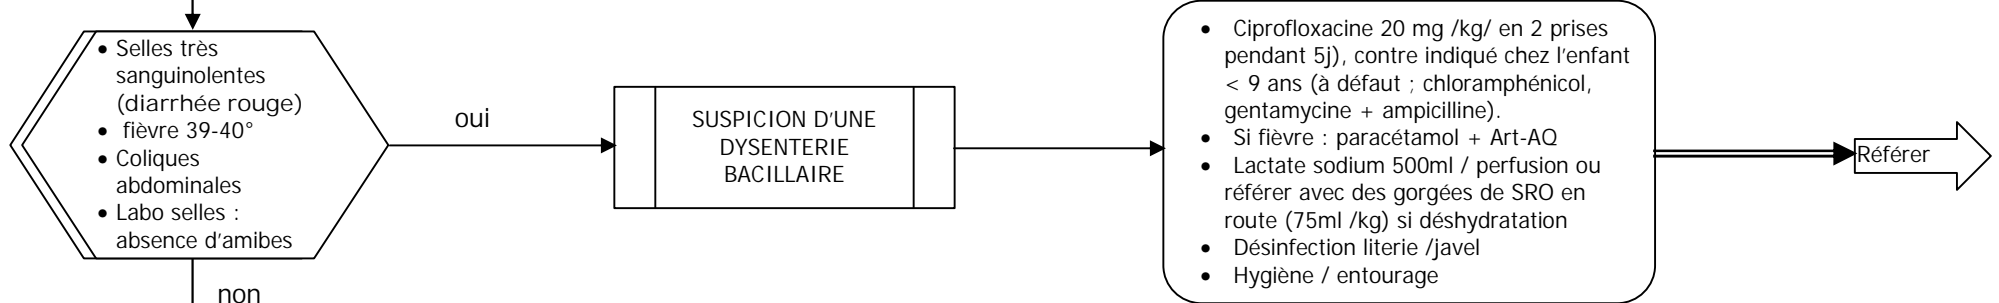 • Selles très
sanguinolentes
(diarrhée rouge)
• fièvre 39-40°
• Coliques
abdominales
• Labo selles :
absence d'amibes
oui
non
SUSPICION D'UNE
DYSENTERIE
BACILLAIRE
• Ciprofloxacine 20 mg /kg/ en 2 prises
pendant 5j), contre indiqué chez l'enfant
< 9 ans (à défaut ; chloramphénicol,
gentamycine + ampicilline).
• Si fièvre : paracétamol + Art-AQ
• Lactate sodium 500ml / perfusion ou
référer avec des gorgées de SRO en
route (75ml /kg) si déshydratation
• Désinfection literie /javel
• Hygiène / entourage
Référer